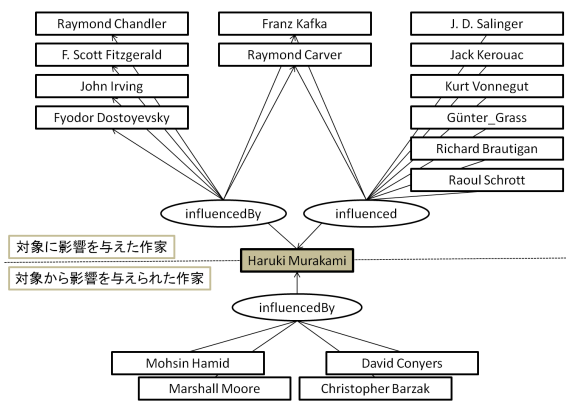 Raymond Chandler
Franz Kafka
J. D. Salinger
F. Scott Fitzgerald
Raymond Carver
Jack Kerouac
John Irving
Kurt Vonnegut
Fyodor Dostoyevsky
Günter_Grass
Richard Brautigan
Raoul Schrott
influencedBy
influenced
対象に影響を与えた作家
Haruki Murakami
対象から影響を与えられた作家
influencedBy
Mohsin Hamid
David Conyers
Marshall Moore
Christopher Barzak